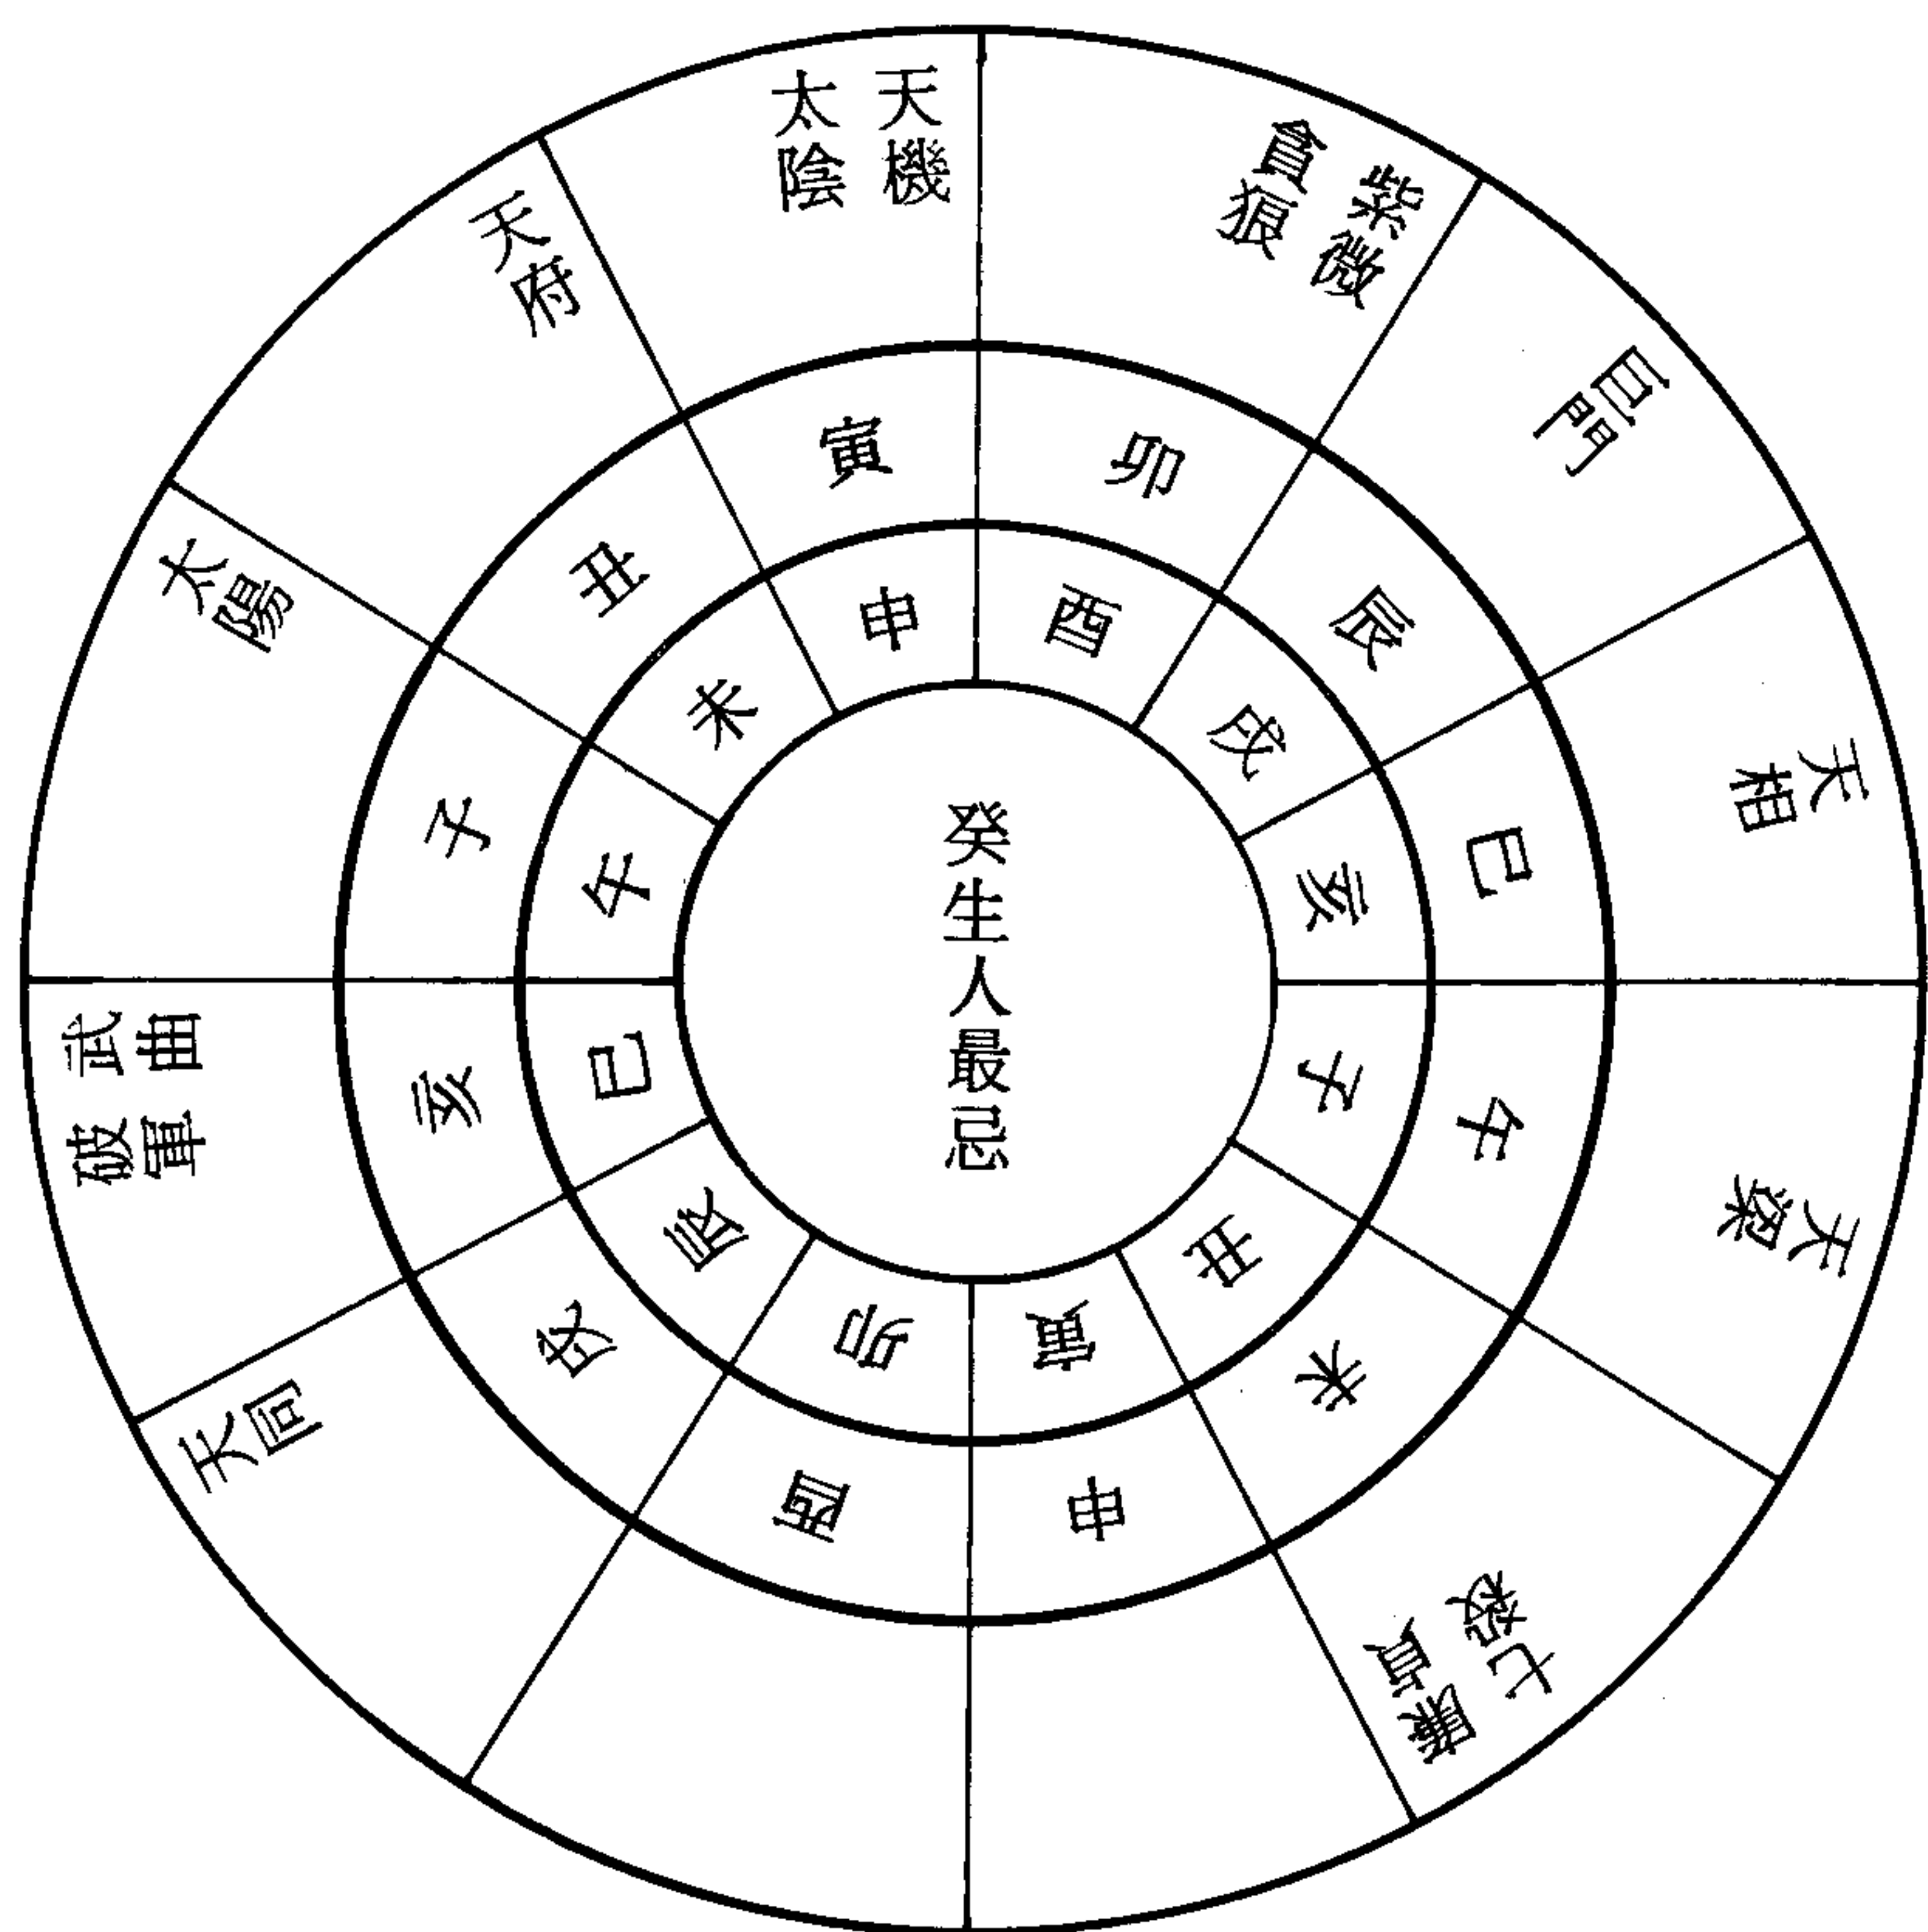 癸生人最忌
天機
太陰
紫微
貪狼
巨門
天相
天梁
七殺
廉貞
天同
武曲
破軍
太陽
天府
寅
卯
辰
巳
午
未
申
酉
戌
亥
子
丑
申
酉
戌
亥
子
丑
寅
卯
辰
巳
午
未